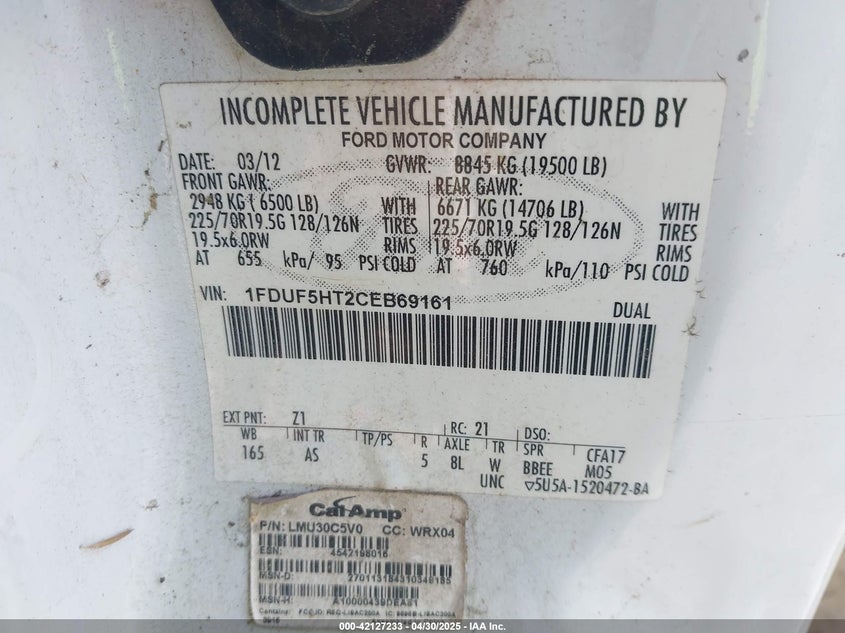 INCOMPLETE VEHICLE MANUFACTURED BY
FORD MOTOR COMPANY
DATE: 03/12 GVWR: 8845 KG (19500 LB)
FRONT GAWR: REAR GAWR:
2948 KG ( 6500 LB) WITH 6671 KG (14706 LB) WITH
225/70R19.5G 128/126N TIRES 225/70R19.5G 128/126N TIRES
19.5x6.0RW RIMS 19.5x6.0RW RIMS
AT 655 kPa/ 95 PSI COLD AT 760 kPa/110 PSI COLD
VIN: 1FDUF5HT2CEB69161 DUAL
EXT PNT: Z1 RC: 21 DSO:
WB INT TR TP/PS R AXLE TR SPR CFA17
165 AS 5 8L W BBEE M05
UNC ▽5U5A-1520472-BA
CalAmp
P/N: LMU30C5V0 CC: WRX04
ESN: 4542198016
MSN-D: 270113184310349185
MSN-H: A10000439DEA81
000-42127233 - 04/30/2025 - IAA Inc.